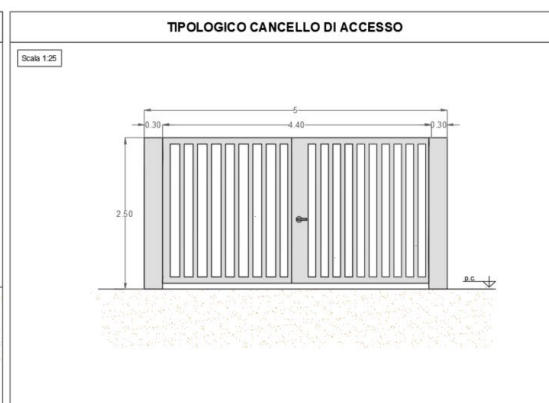 TIPOLOGICO CANCELLO DI ACCESSO
Scala 1:25
5
0.30 4.40 0.30
2.50
p.c.